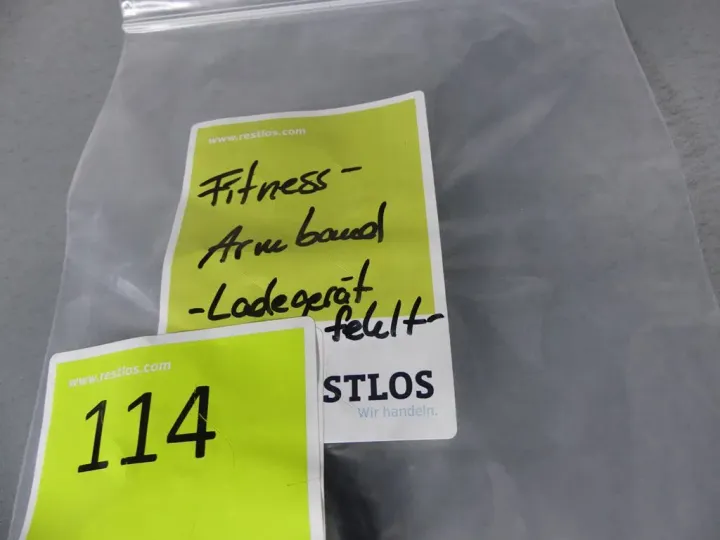 www.restlos.com
Fitness-
Armband
-Ladegerät
fehlt-
STLOS
Wir handeln.
www.restlos.com
114